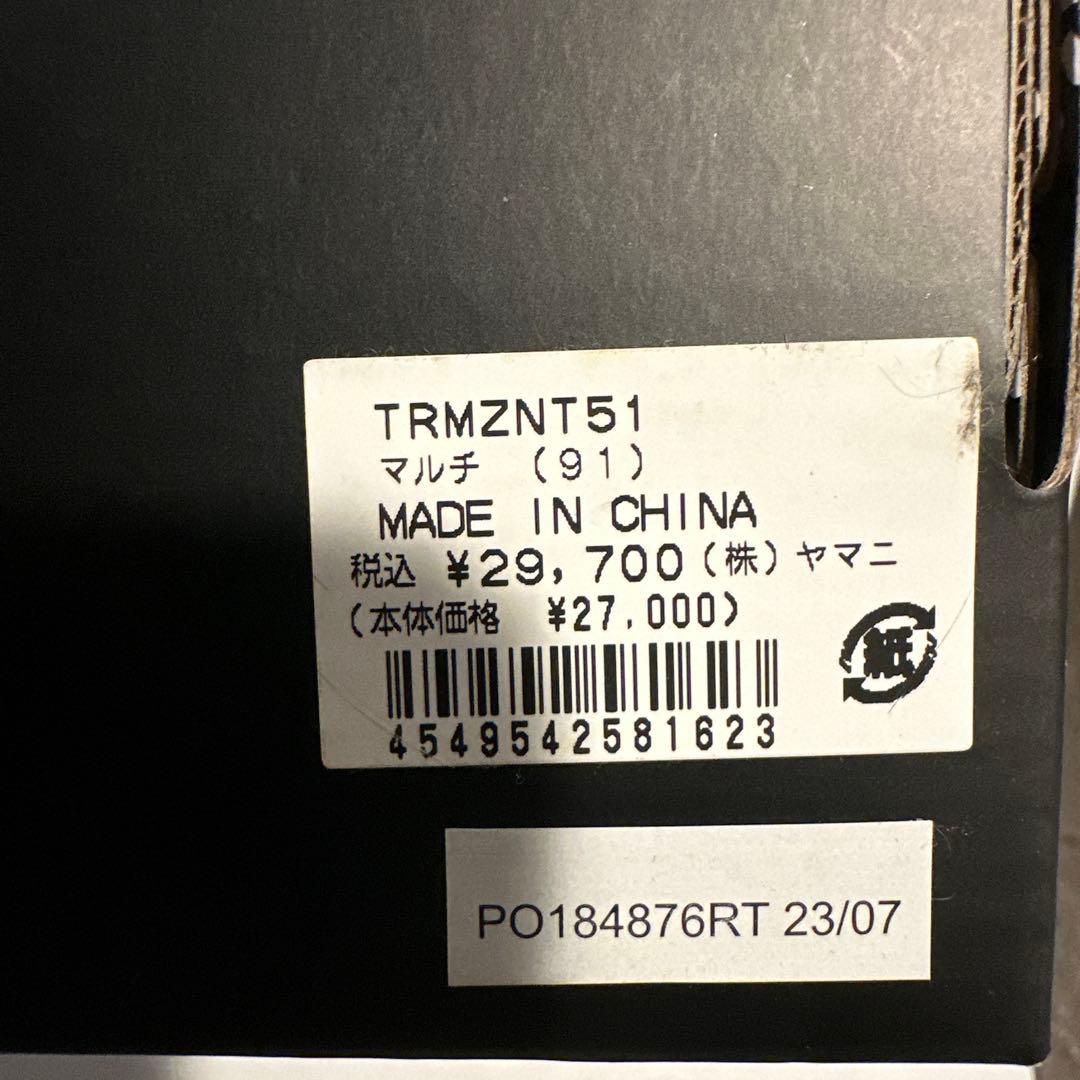 TRMZNT51
マルチ （91）
MADE IN CHINA
税込 ¥29,700（株）ヤマニ
（本体価格 ¥27,000）
紙
4549542581623
PO184876RT 23/07